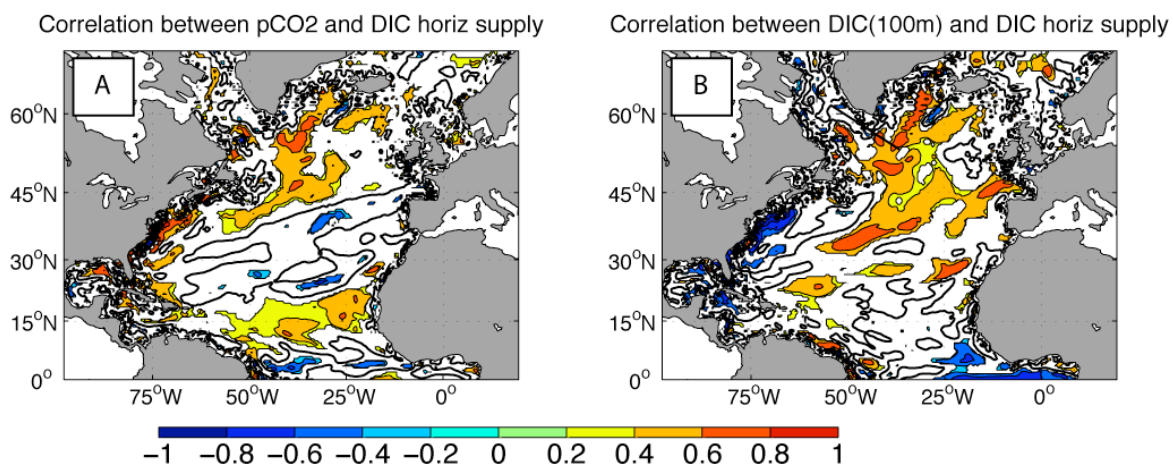 Correlation between pCO2 and DIC horiz supply
Correlation between DIC(100m) and DIC horiz supply
A
B
60°N
45°N
30°N
15°N
0°
75°W
50°W
25°W
0°
60°N
45°N
30°N
15°N
0°
75°W
50°W
25°W
0°
−1
−0.8
−0.6
−0.4
−0.2
0
0.2
0.4
0.6
0.8
1